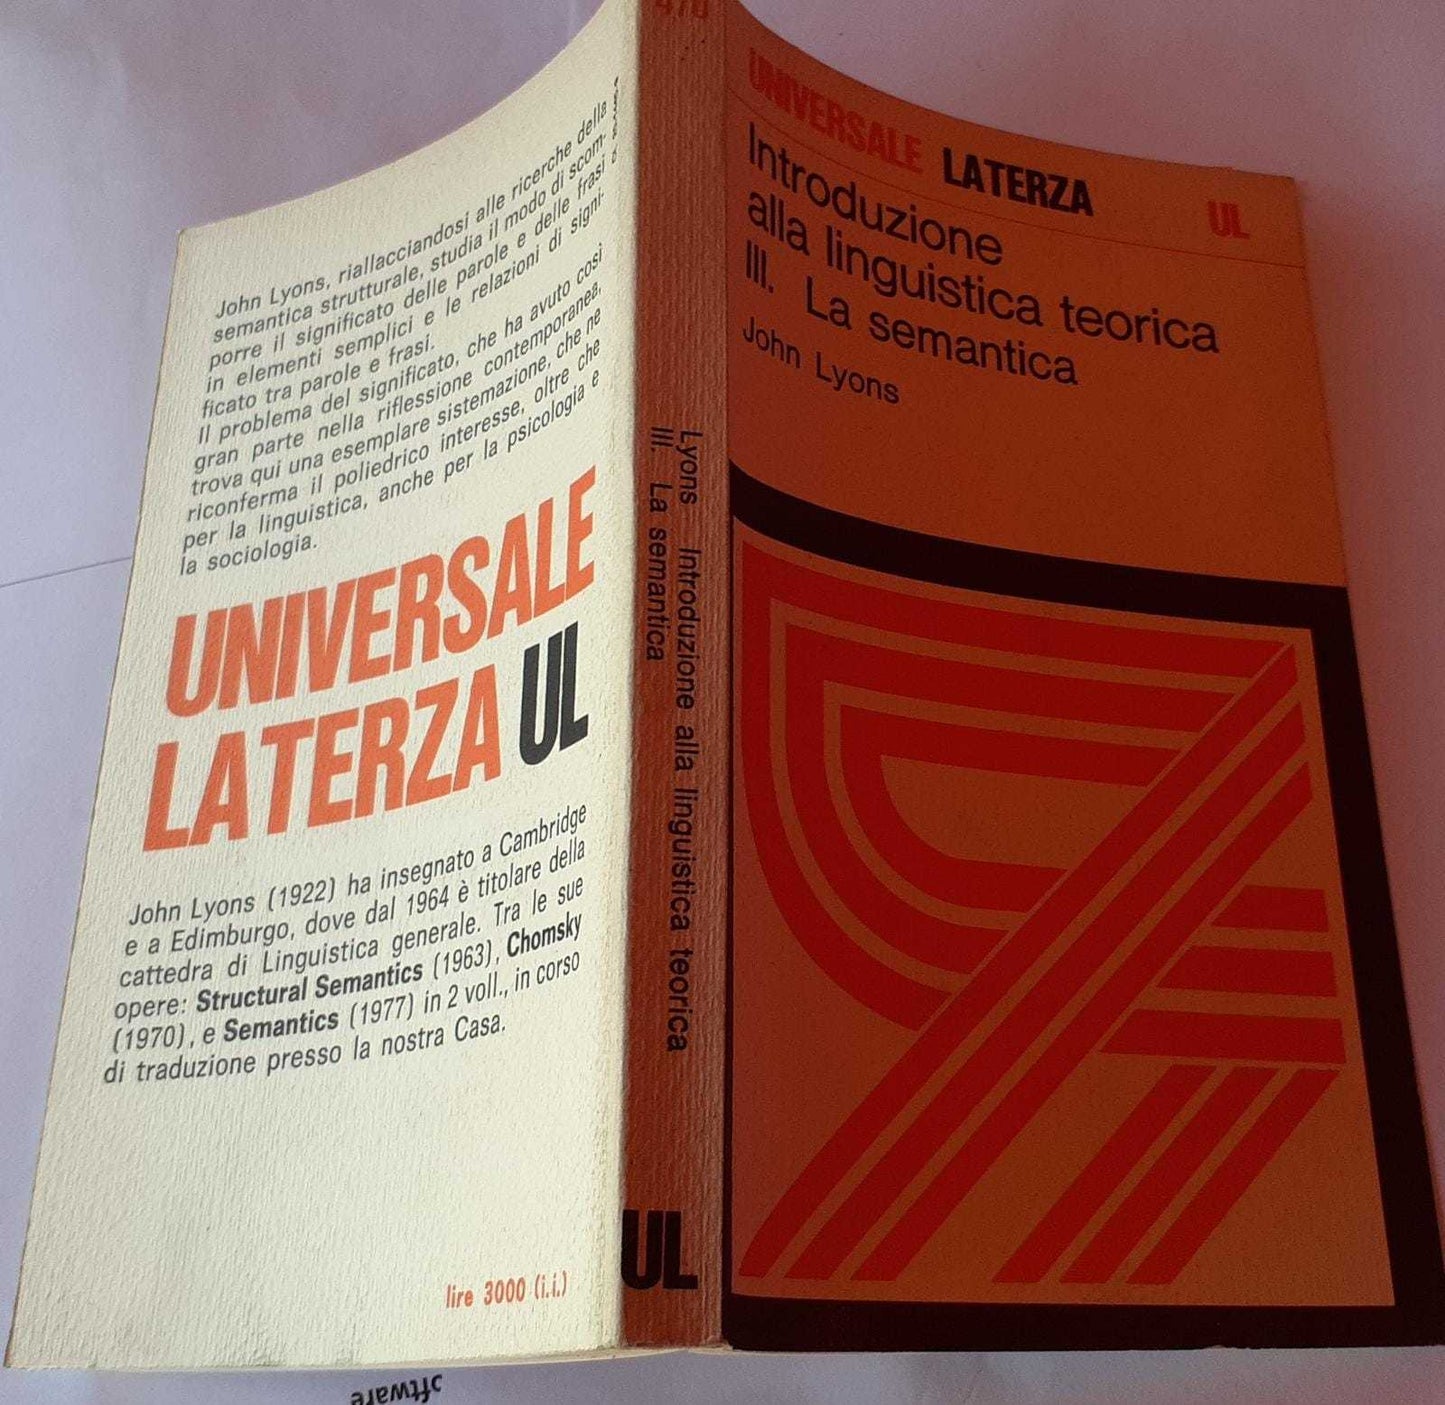 John Lyons, riallacciandosi alle ricerche della
semantica strutturale, studia il modo di scom-
porre il significato delle parole e delle frasi
in elementi semplici e le relazioni di signi-
ficato tra parole e frasi.
Il problema del significato, che ha avuto così
gran parte nella riflessione contemporanea,
trova qui una esemplare sistemazione, che ne
riconferma il poliedrico interesse, oltre che
per la linguistica, anche per la psicologia e
la sociologia.
UNIVERSALE
LATERZA UL
John Lyons (1922) ha insegnato a Cambridge
e a Edimburgo, dove dal 1964 è titolare della
cattedra di Linguistica generale. Tra le sue
opere: Structural Semantics (1963), Chomsky
(1970), e Semantics (1977) in 2 voll., in corso
di traduzione presso la nostra Casa.
lire 3000 (i.i.)
470
Lyons Introduzione alla linguistica teorica
III. La semantica
UL
UNIVERSALE LATERZA UL
Introduzione
alla linguistica teorica
III. La semantica
John Lyons
oftware